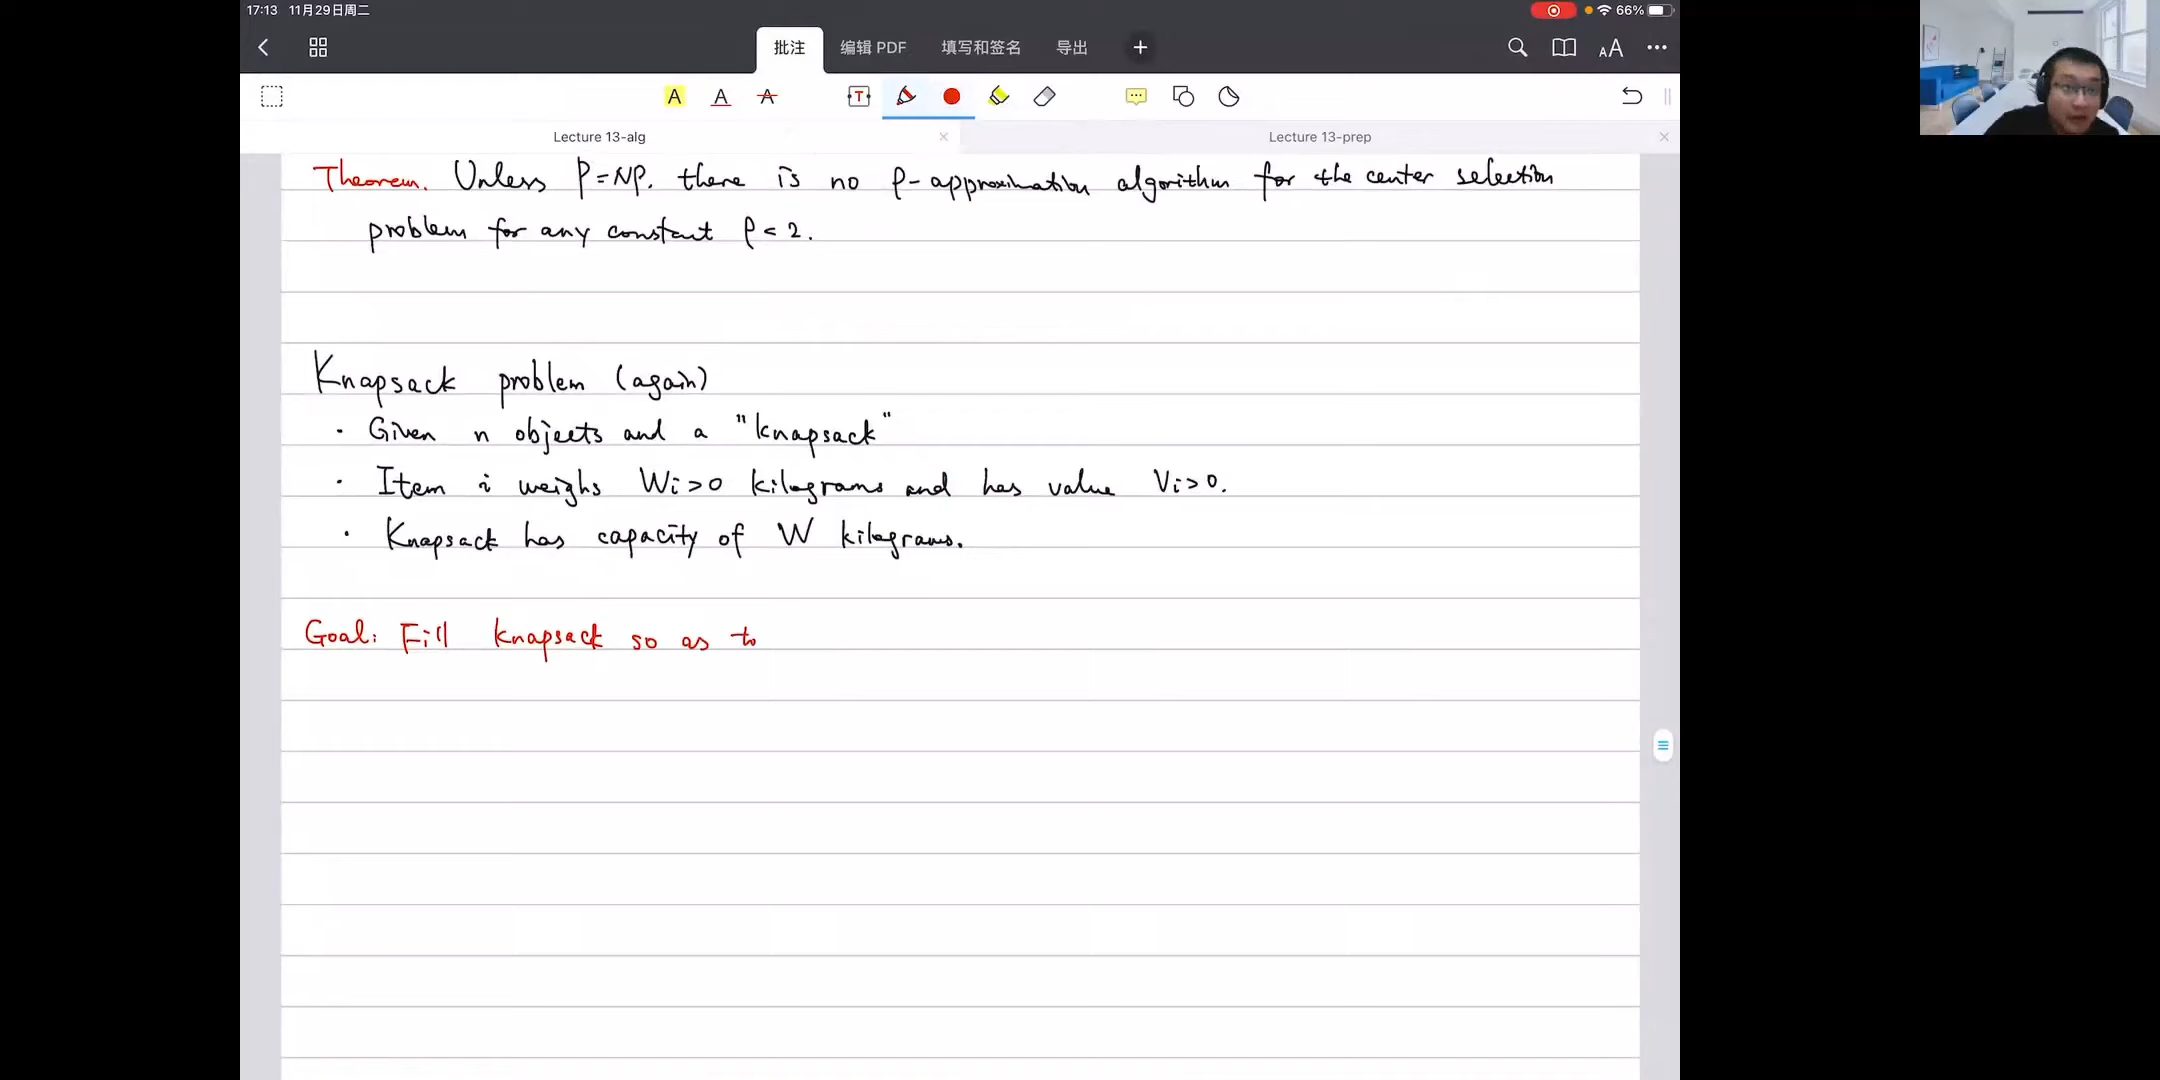 17:13 11月29日周二
66%
批注 编辑 PDF 填写和签名 导出
Lecture 13-alg
Lecture 13-prep
Theorem. Unless P=NP. there is no ρ-approximation algorithm for the center selection
problem for any constant ρ<2.
Knapsack problem (again)
· Given n objects and a "knapsack"
· Item i weighs Wi>0 kilograms and has value Vi>0.
· Knapsack has capacity of W kilograms.
Goal: Fill knapsack so as to